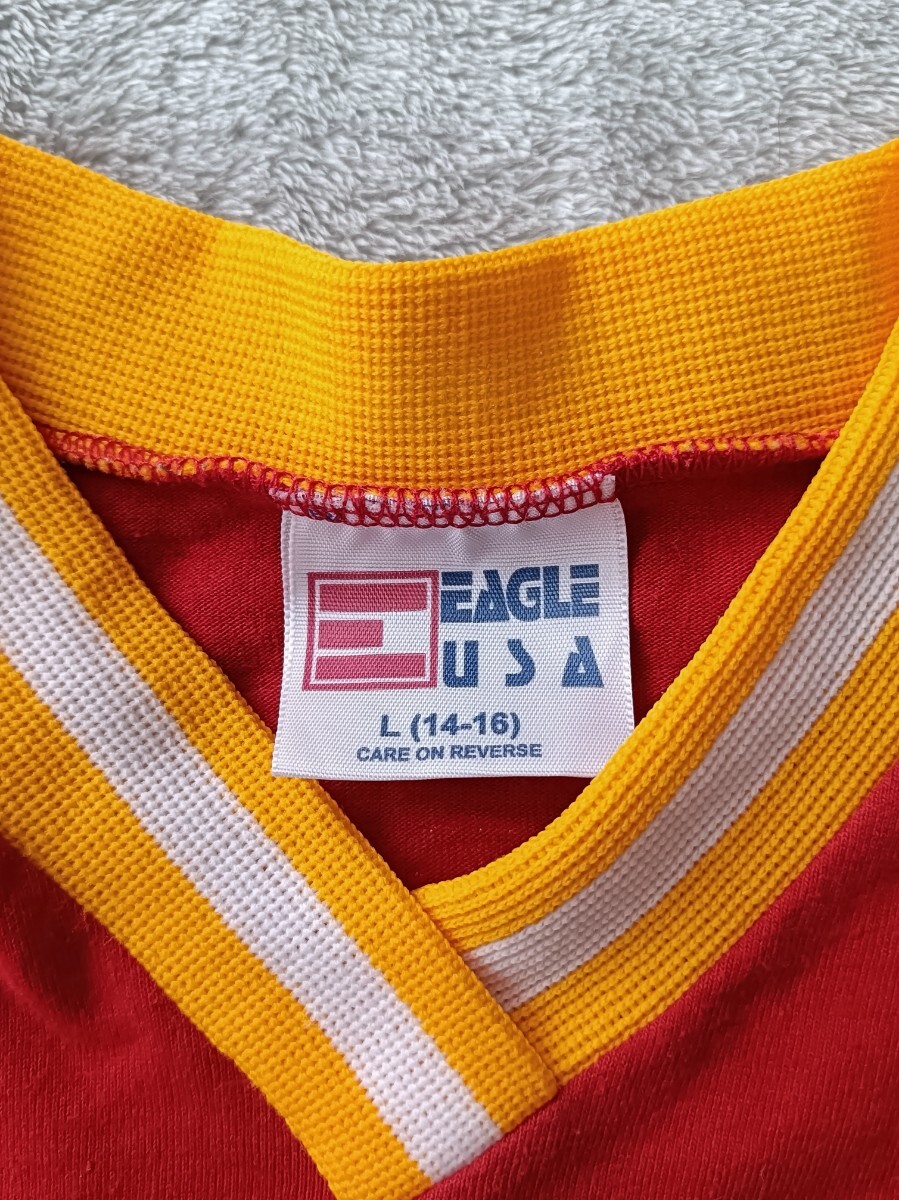 EAGLE
USA
L (14-16)
CARE ON REVERSE